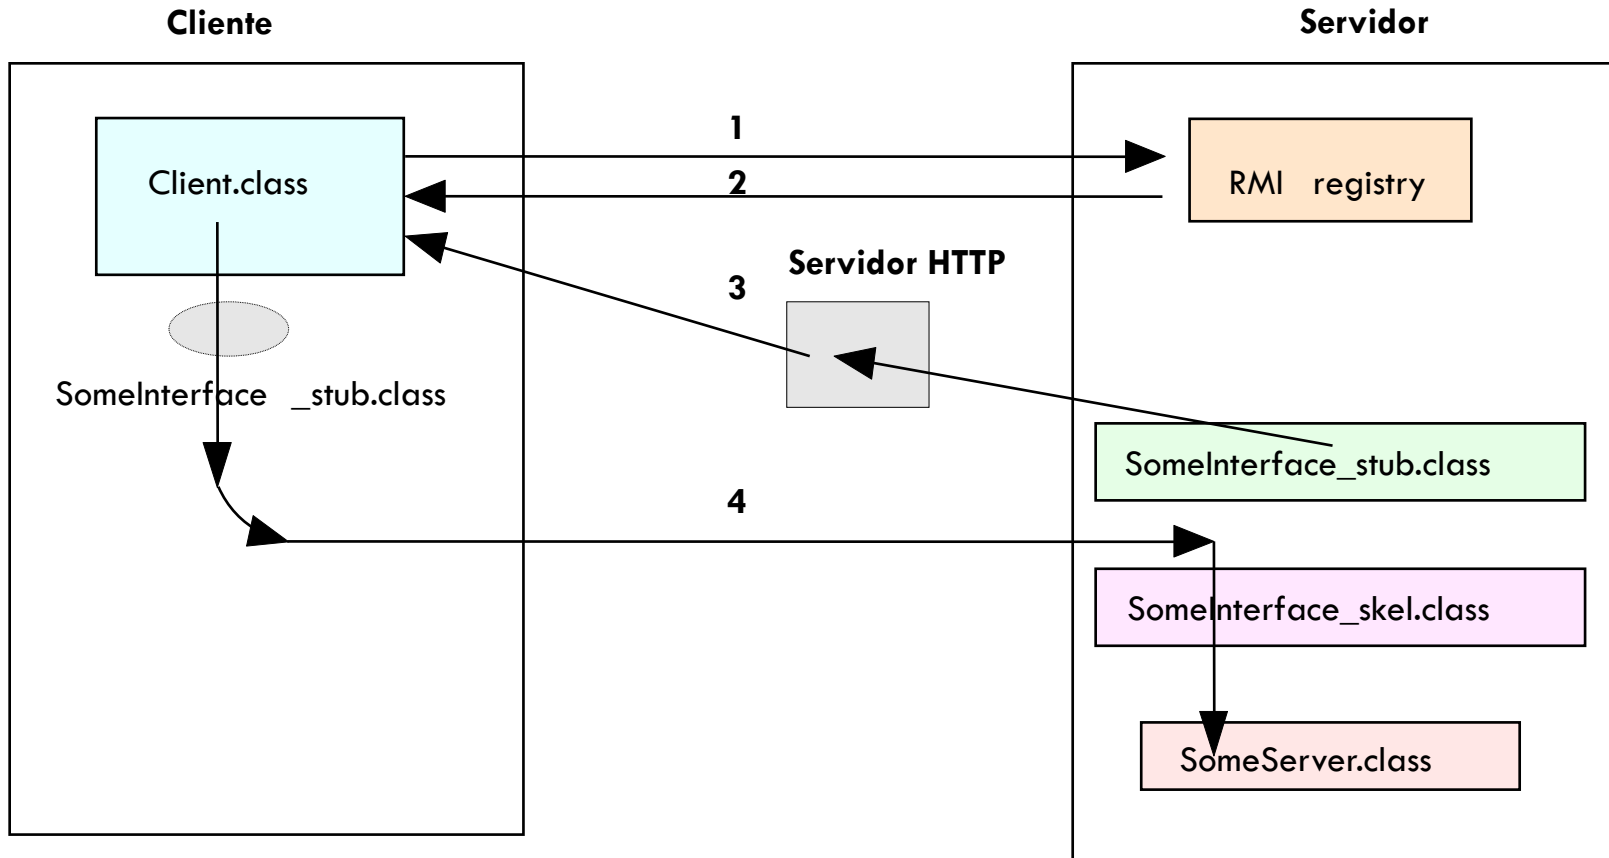 Cliente
Servidor
1
Client.class
2
RMI registry
Servidor HTTP
3
SomeInterface _stub.class
SomeInterface_stub.class
4
SomeInterface_skel.class
SomeServer.class